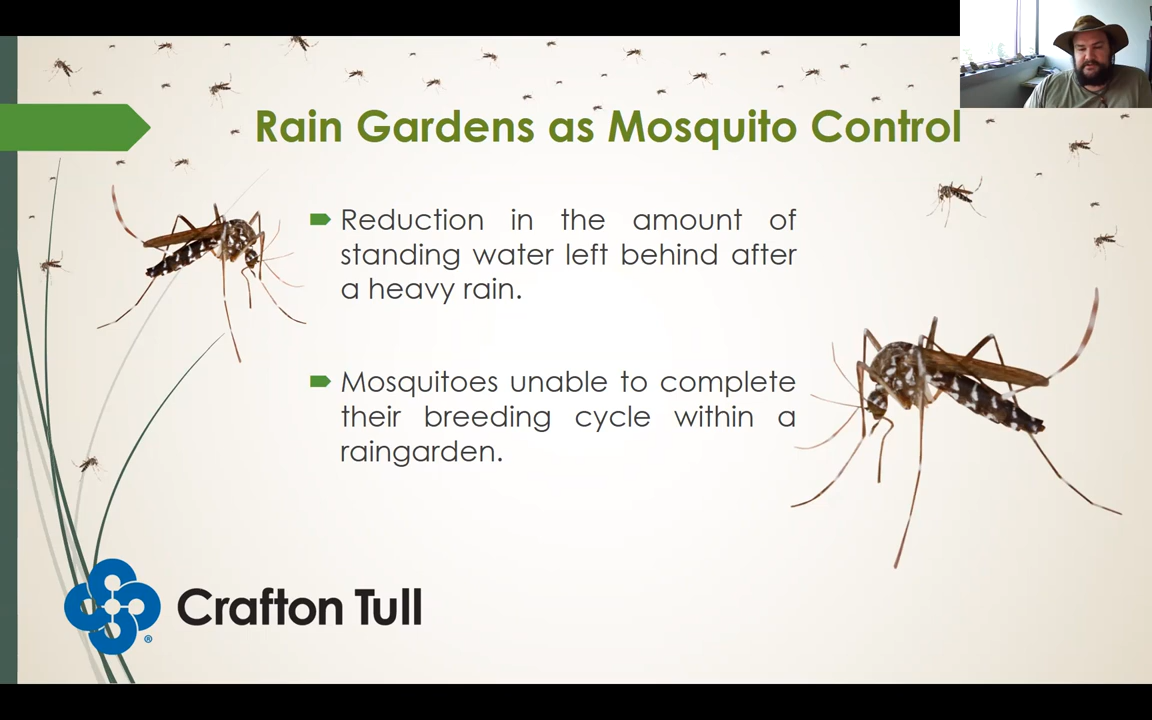 Rain Gardens as Mosquito Control
Reduction in the amount of
standing water left behind after
a heavy rain.
Mosquitoes unable to complete
their breeding cycle within a
raingarden.
Crafton Tull
®